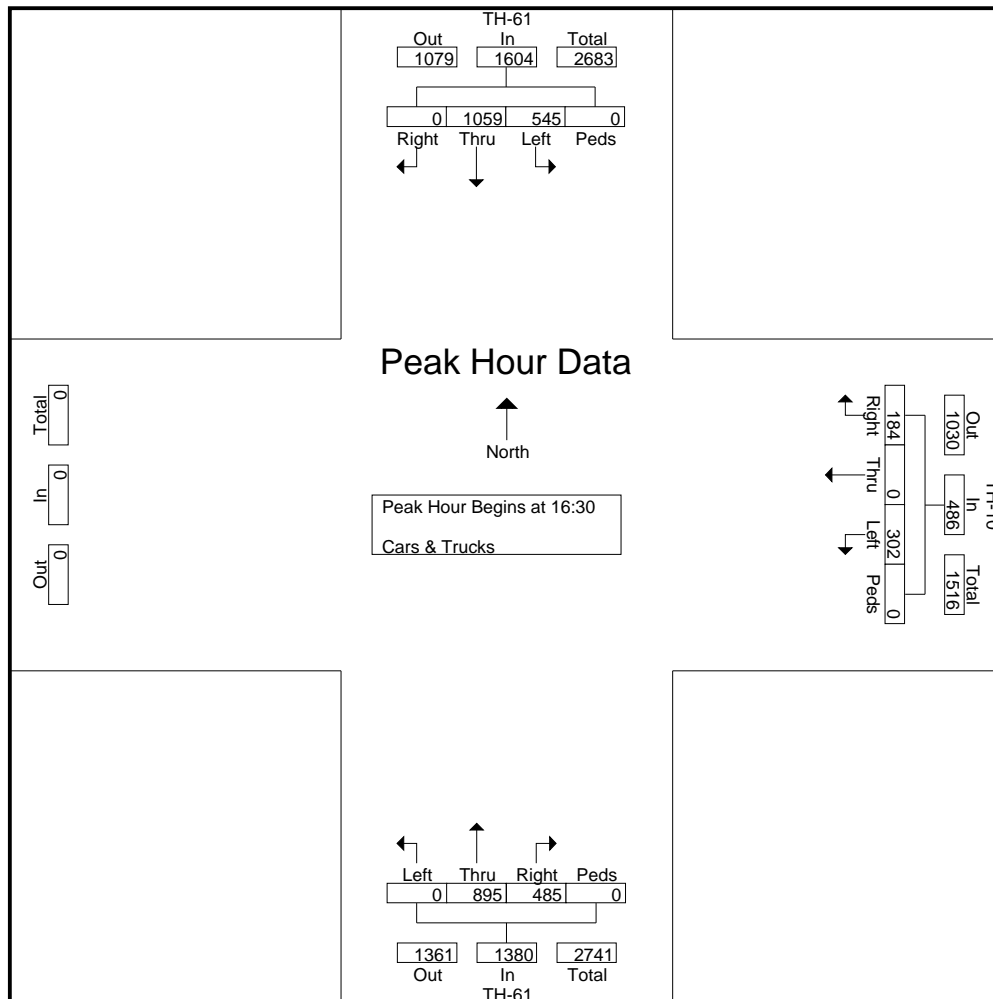 TH-61
Out In Total
1079 1604 2683
0 1059 545 0
Right Thru Left Peds
Peak Hour Data
North
Peak Hour Begins at 16:30
Cars & Trucks
Total
0
In
0
Out
0
Out In Total
1030 486 1516
184 0 302 0
Right Thru Left Peds
Left Thru Right Peds
0 895 485 0
1361 1380 2741
Out In Total
TH-61